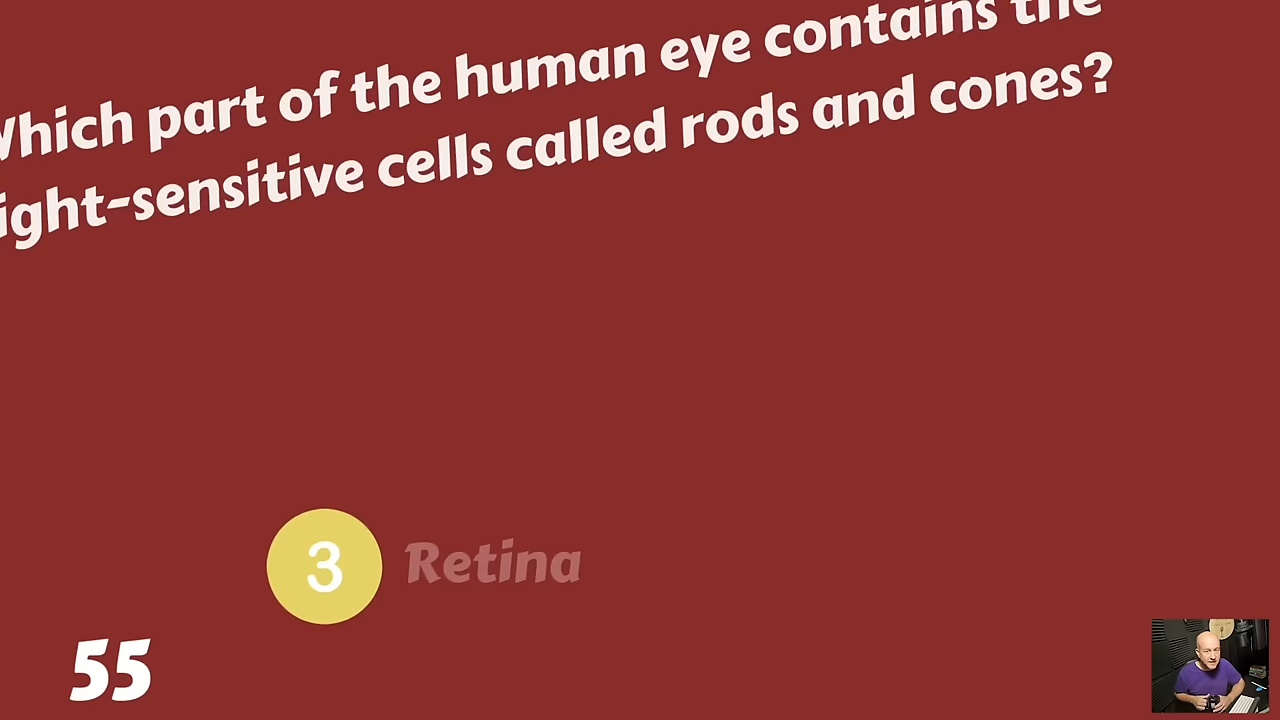 Which part of the human eye contains the
light-sensitive cells called rods and cones?
3 Retina
55